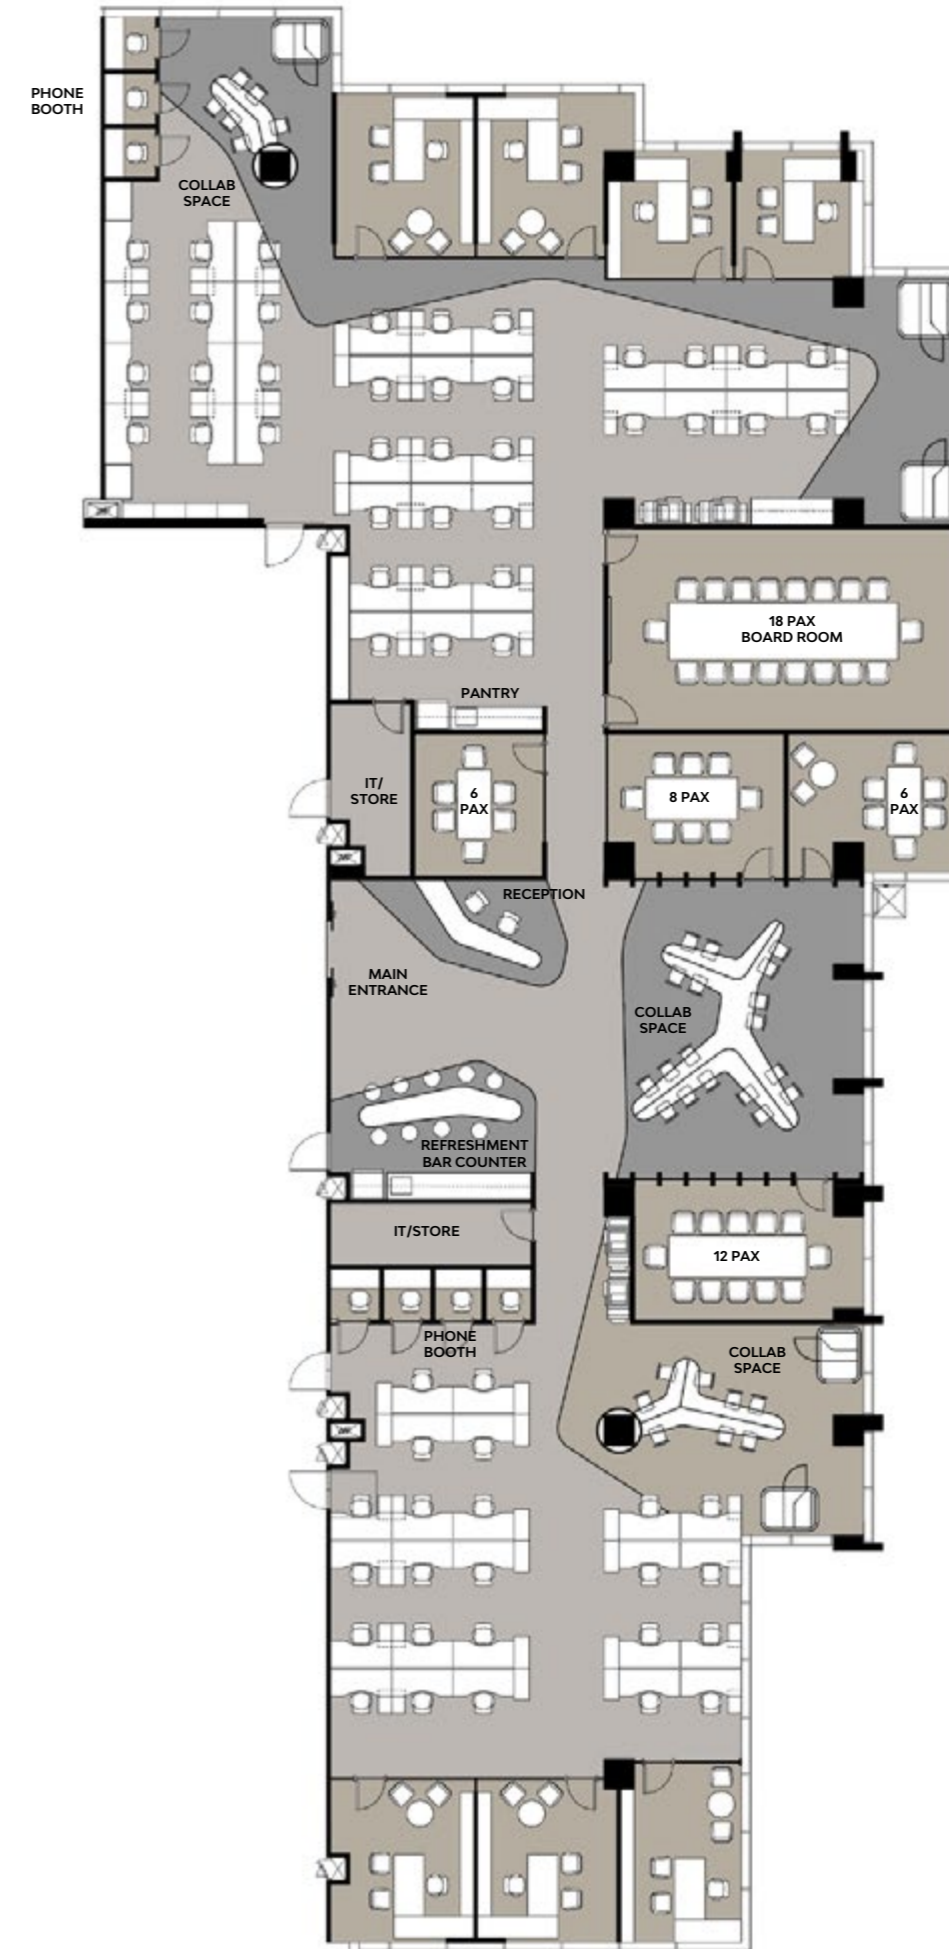 PHONE
BOOTH
COLLAB
SPACE
18 PAX
BOARD ROOM
PANTRY
IT/
STORE
6
PAX
8 PAX
6
PAX
RECEPTION
MAIN
ENTRANCE
COLLAB
SPACE
REFRESHMENT
BAR COUNTER
IT/STORE
12 PAX
PHONE
BOOTH
COLLAB
SPACE